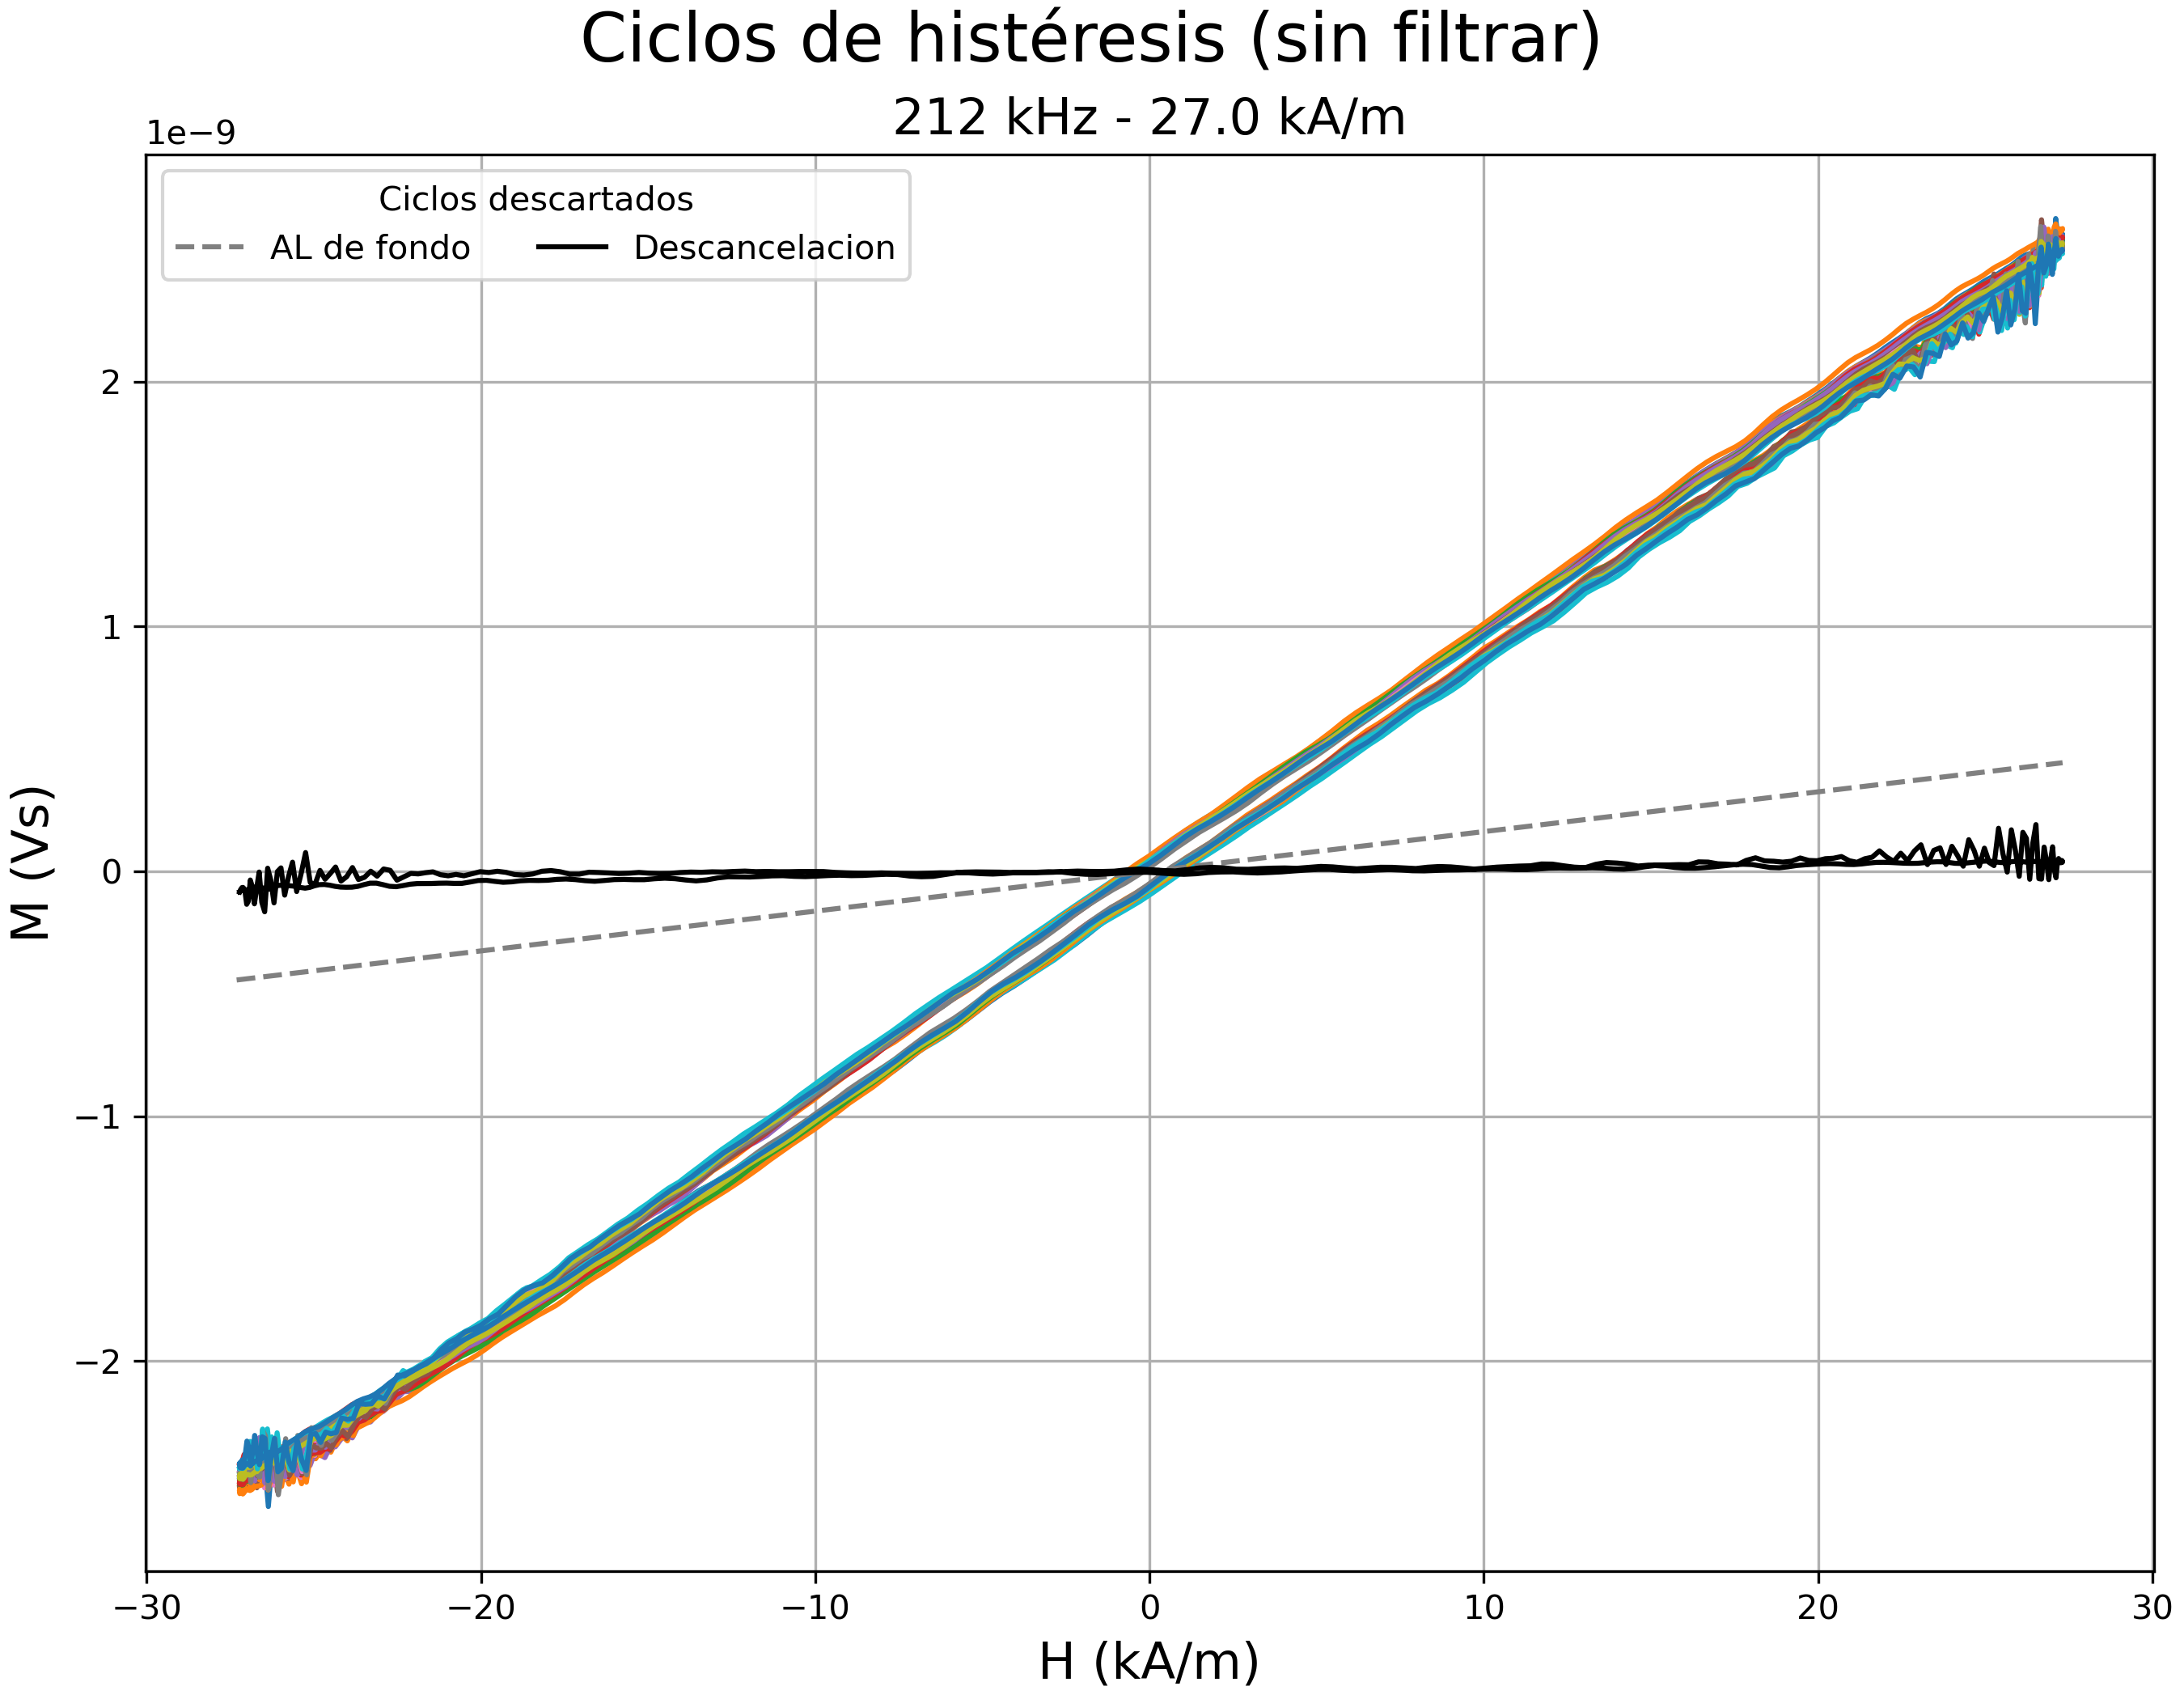 Ciclos de histéresis (sin filtrar)
212 kHz - 27.0 kA/m
1e−9
Ciclos descartados
AL de fondo Descancelacion
2
1
0
−1
−2
M (Vs)
−30 −20 −10 0 10 20 30
H (kA/m)